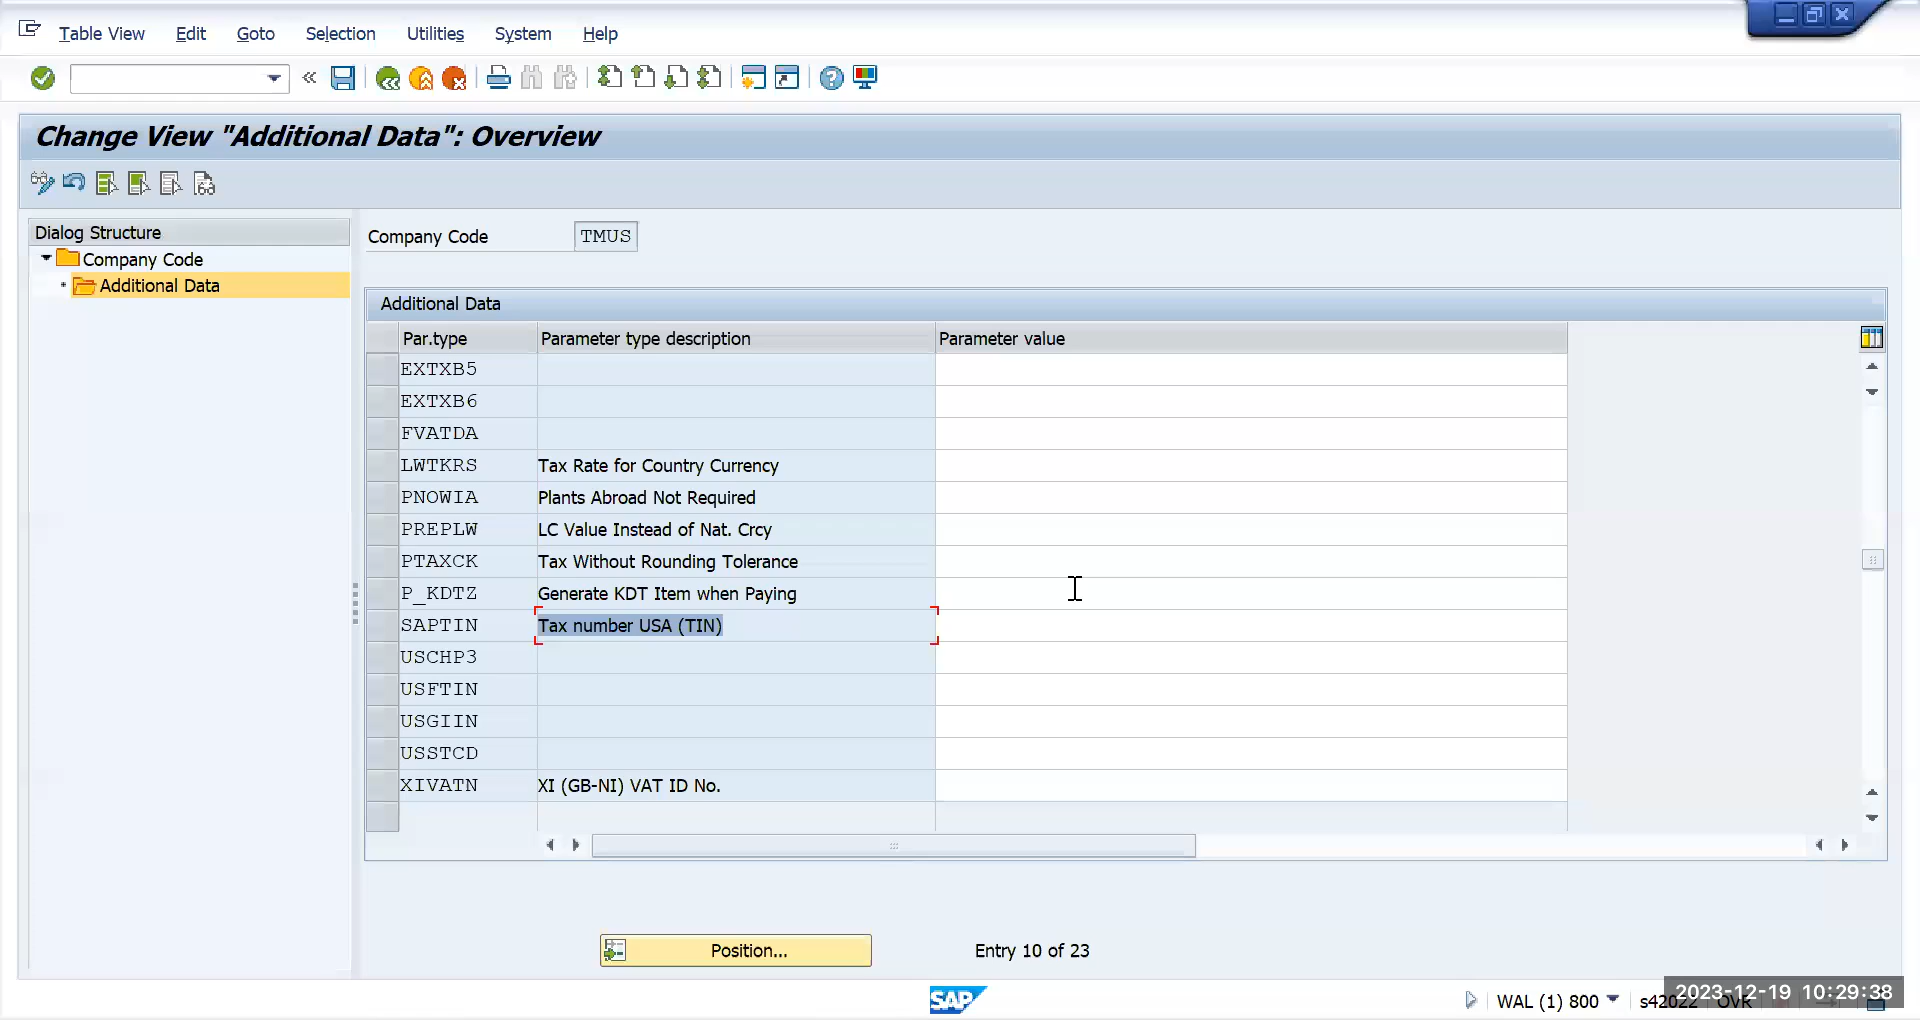 Table View Edit Goto Selection Utilities System Help
Change View "Additional Data": Overview
Dialog Structure
Company Code
Additional Data
Company Code TMUS
Additional Data
Par.type Parameter type description Parameter value
EXTXB5
EXTXB6
FVATDA
LWTKRS Tax Rate for Country Currency
PNOWIA Plants Abroad Not Required
PREPLW LC Value Instead of Nat. Crcy
PTAXCK Tax Without Rounding Tolerance
P_KDTZ Generate KDT Item when Paying
SAPTIN Tax number USA (TIN)
USCHP3
USFTIN
USGIIN
USSTCD
XIVATN XI (GB-NI) VAT ID No.
Position... Entry 10 of 23
SAP
WAL (1) 800 s42022 OVR
2023-12-19 10:29:38